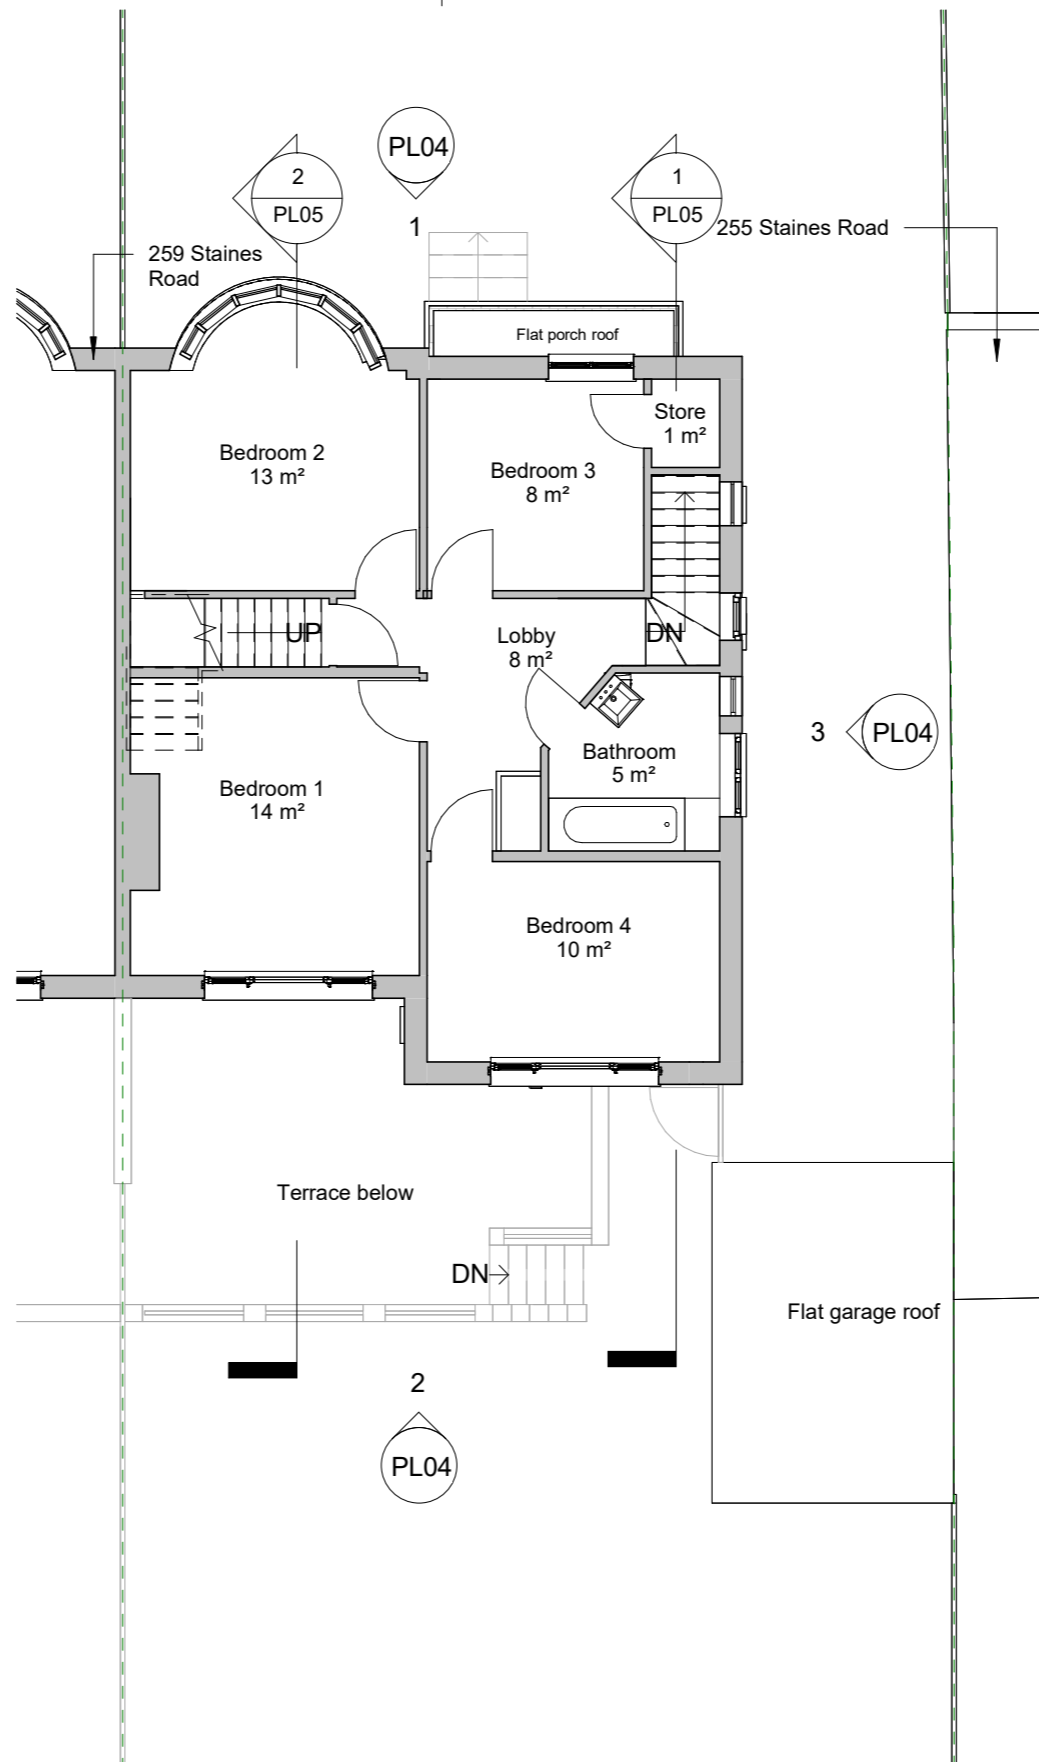 PL04
1
2
PL05
1
PL05
259 Staines
Road
255 Staines Road
Flat porch roof
Store
1 m²
Bedroom 2
13 m²
Bedroom 3
8 m²
UP
Lobby
8 m²
DN
Bathroom
5 m²
3
PL04
Bedroom 1
14 m²
Bedroom 4
10 m²
Terrace below
DN
Flat garage roof
2
PL04